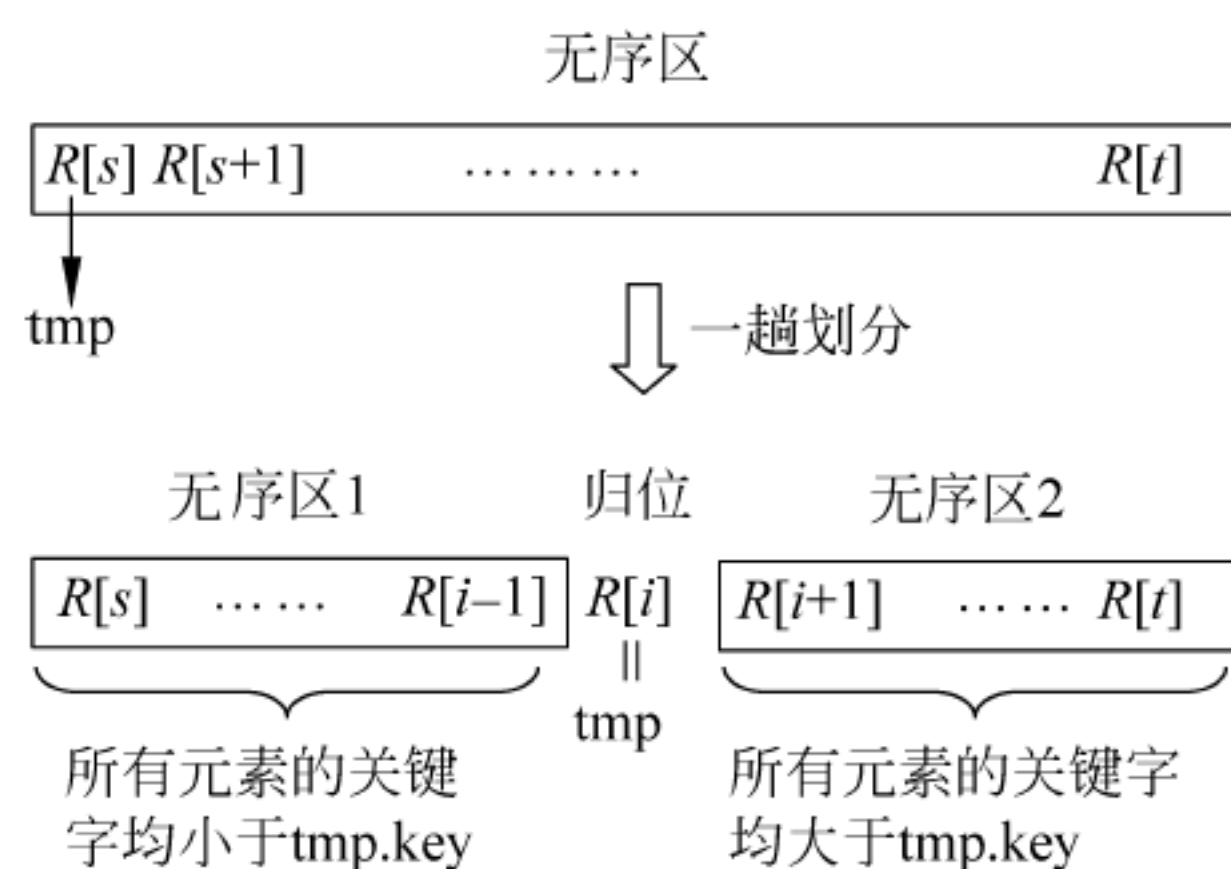 无序区
R[s] R[s+1] ……… R[t]
tmp
一趟划分
无序区1 归位 无序区2
R[s] …… R[i–1] R[i] R[i+1] …… R[t]
=
tmp
所有元素的关键
字均小于tmp.key
所有元素的关键字
均大于tmp.key